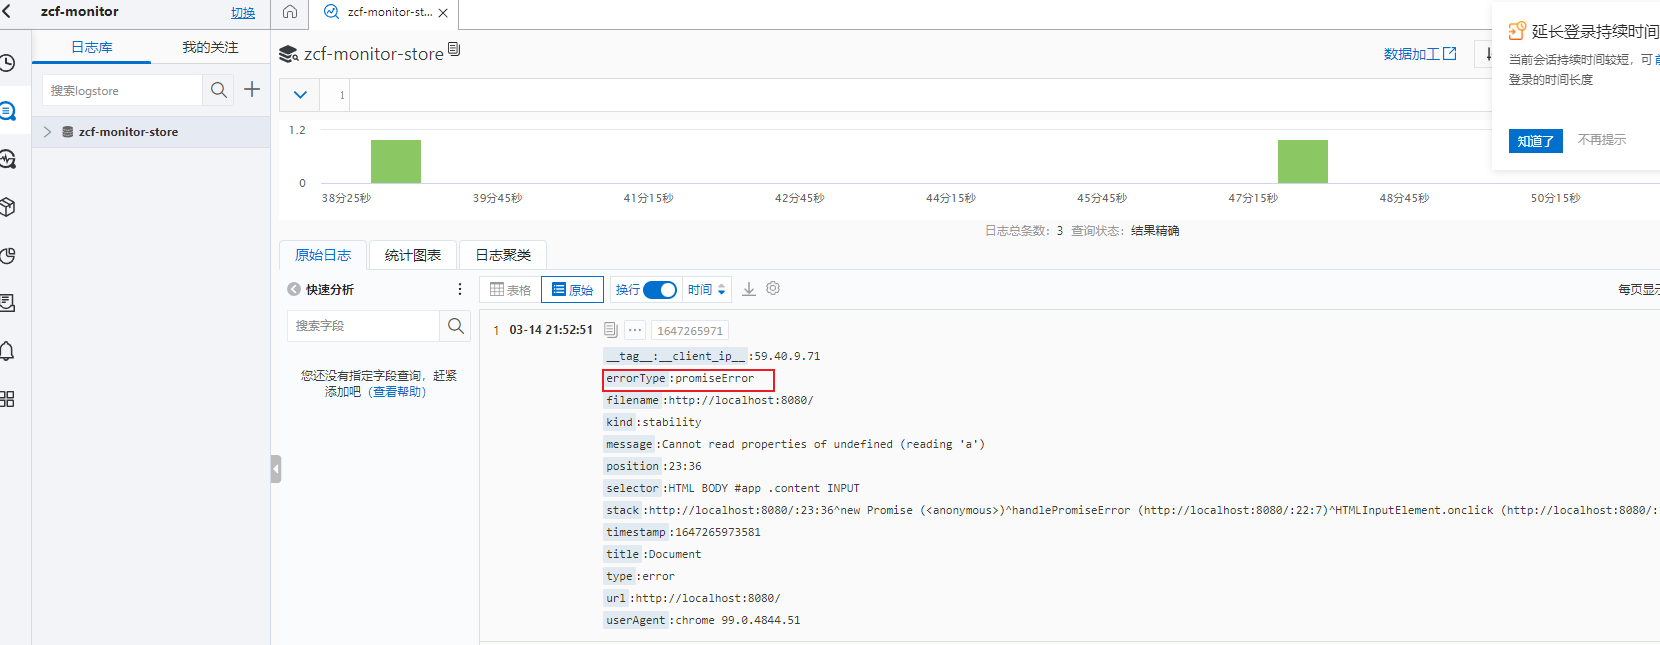 zcf-monitor
切换
zcf-monitor-st...
日志库
我的关注
搜索logstore
zcf-monitor-store
zcf-monitor-store
数据加工
延长登录持续时间
当前会话持续时间较短，可
登录的时间长度
知道了
不再提示
1
1.2
0
38分25秒
39分45秒
41分15秒
42分45秒
44分15秒
45分45秒
47分15秒
48分45秒
50分15秒
日志总条数: 3 查询状态: 结果精确
原始日志
统计图表
日志聚类
快速分析
搜索字段
您还没有指定字段查询，赶紧
添加吧（查看帮助）
表格
原始
换行
时间
每页显示
1 03-14 21:52:51 ... 1647265971
__tag__:__client_ip__ :59.40.9.71
errorType :promiseError
filename :http://localhost:8080/
kind :stability
message :Cannot read properties of undefined (reading 'a')
position :23:36
selector :HTML BODY #app .content INPUT
stack :http://localhost:8080/:23:36^new Promise (<anonymous>)^handlePromiseError (http://localhost:8080/:22:7)^HTMLInputElement.onclick (http://localhost:8080/:
timestamp :1647265973581
title :Document
type :error
url :http://localhost:8080/
userAgent :chrome 99.0.4844.51